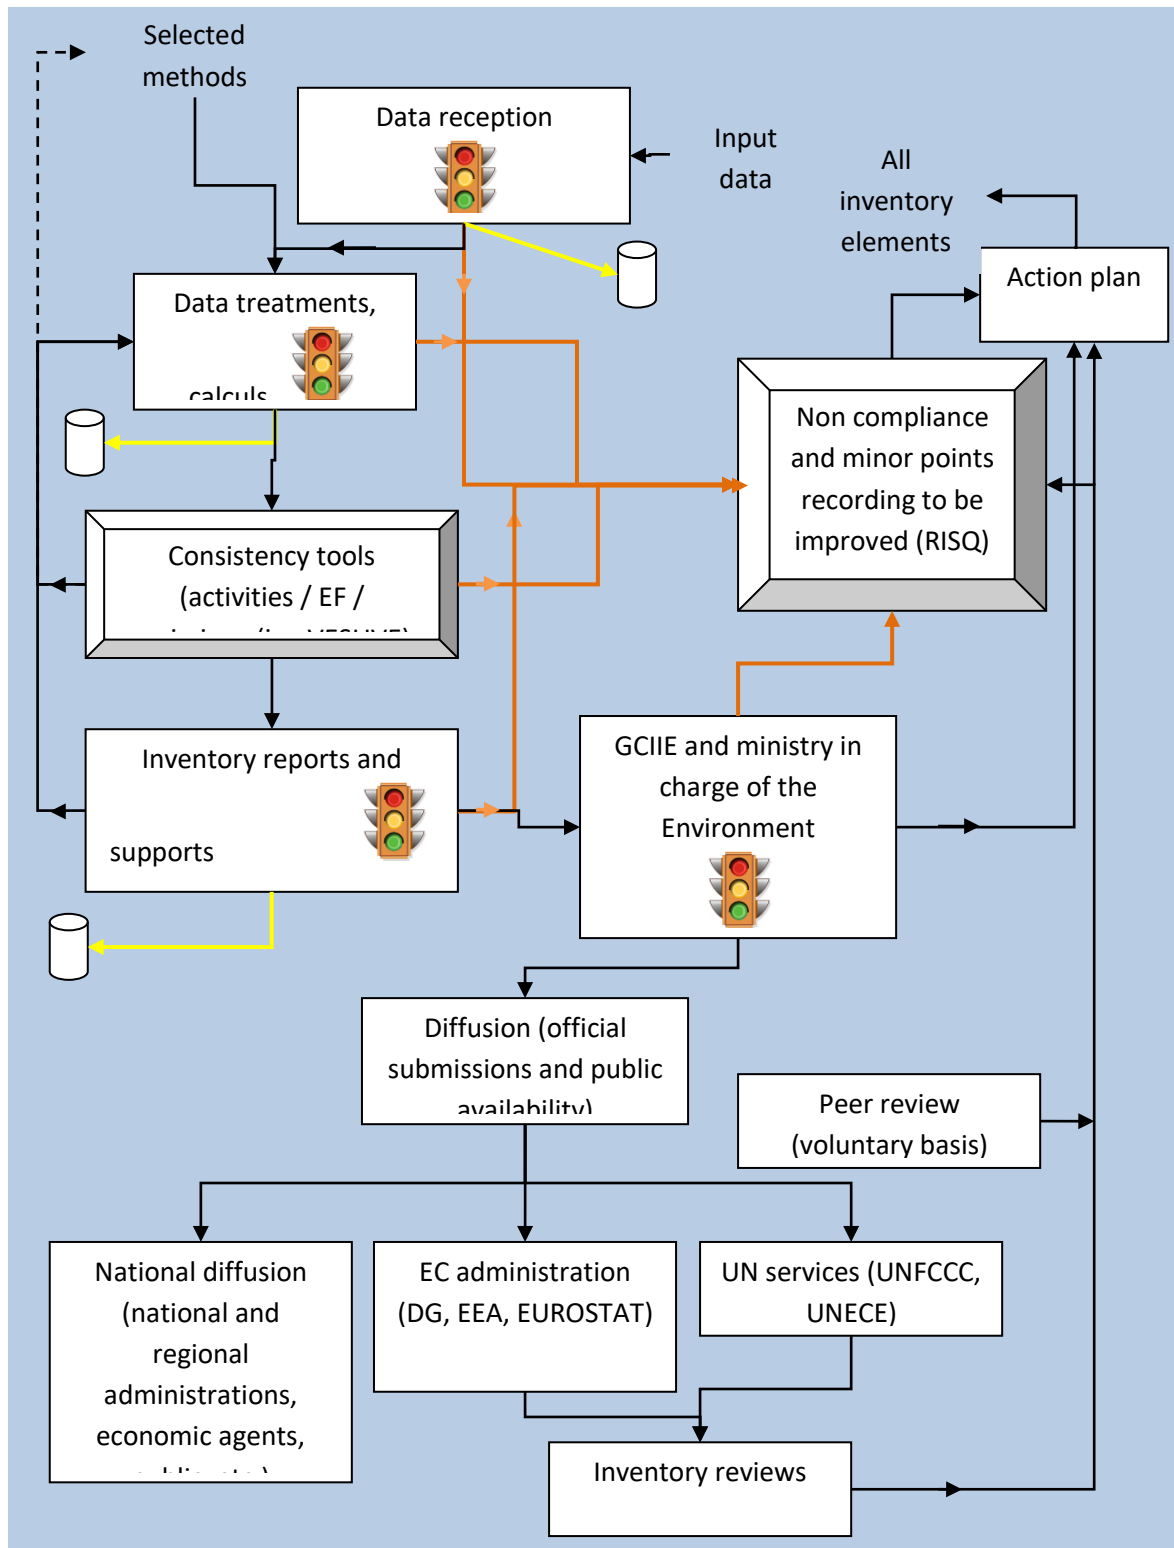 Selected
methods
Data reception
Input
data
All
inventory
elements
Action plan
Data treatments,
calculs
Non compliance
and minor points
recording to be
improved (RISQ)
Consistency tools
(activities / EF /
Inventory reports and
supports
GCIIE and ministry in
charge of the
Environment
Diffusion (official
submissions and public
availability)
Peer review
(voluntary basis)
National diffusion
(national and
regional
administrations,
economic agents,
EC administration
(DG, EEA, EUROSTAT)
UN services (UNFCCC,
UNECE)
Inventory reviews